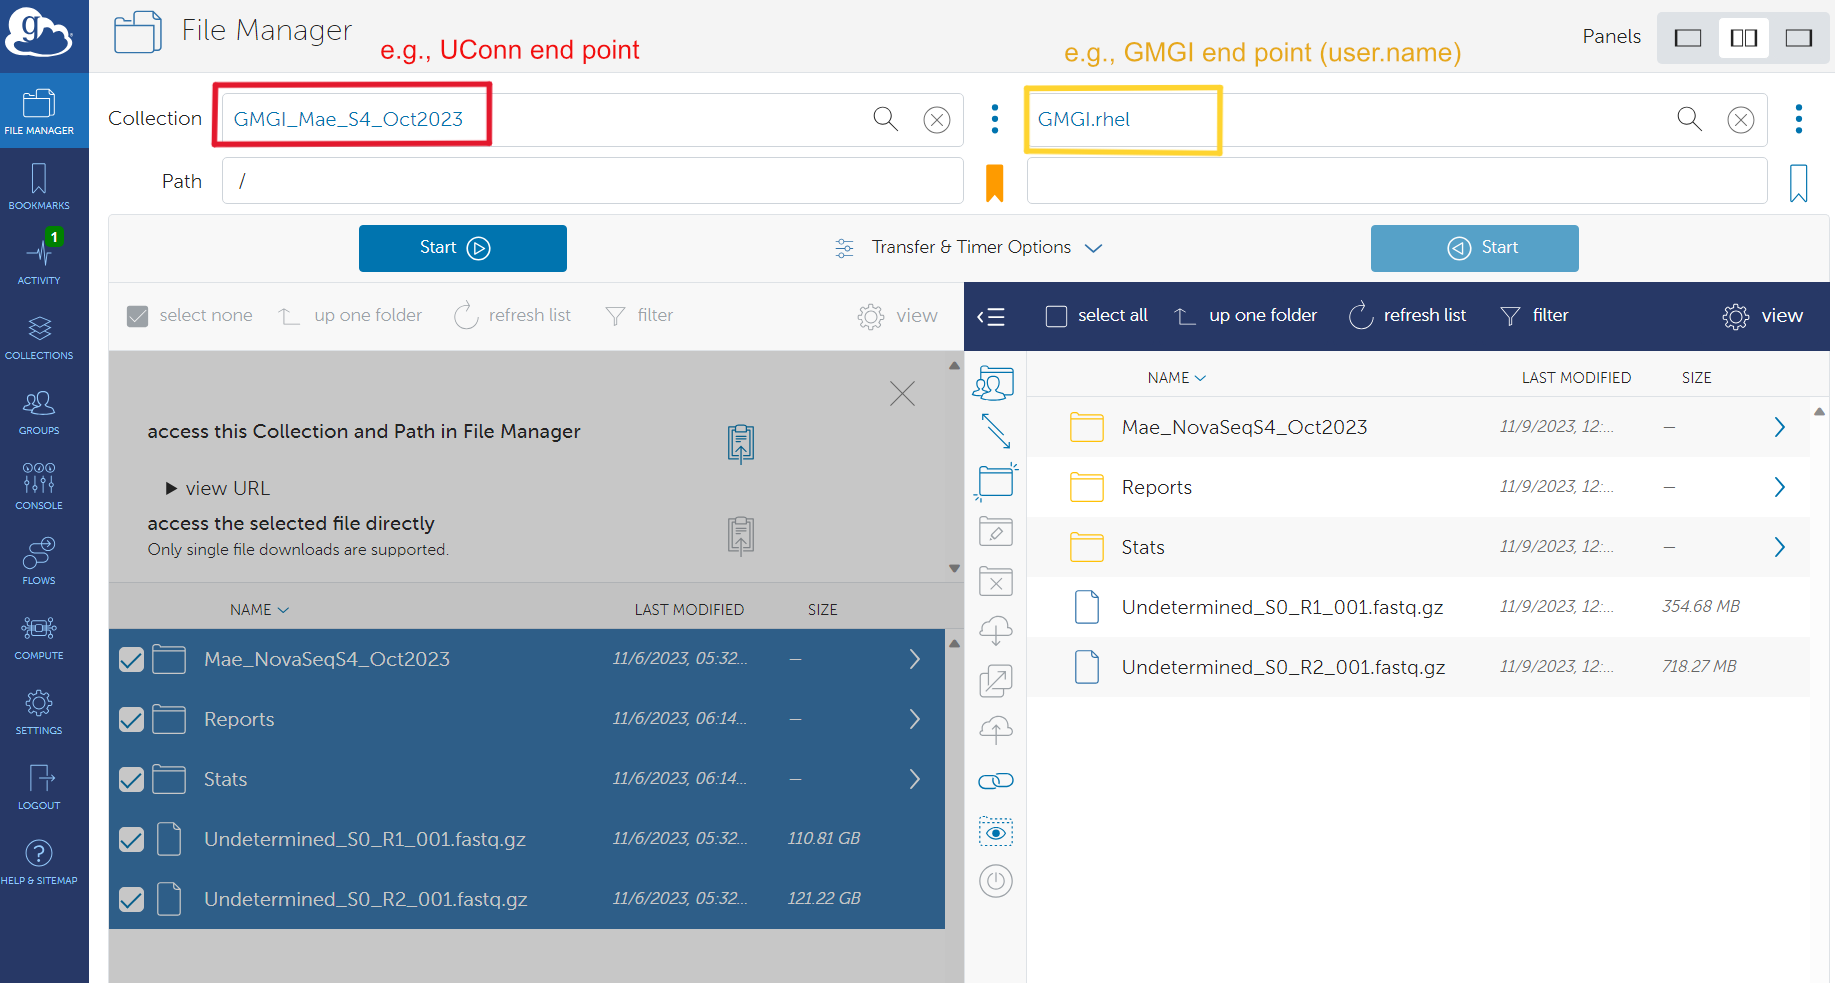 g
File Manager
e.g., UConn end point
e.g., GMGI end point (user.name)
Panels
FILE MANAGER
BOOKMARKS
1
ACTIVITY
COLLECTIONS
GROUPS
CONSOLE
FLOWS
COMPUTE
SETTINGS
LOGOUT
?
HELP & SITEMAP
Collection
GMGI_Mae_S4_Oct2023
GMGI.rhel
Path
/
Start
Transfer & Timer Options
Start
select none
up one folder
refresh list
filter
view
access this Collection and Path in File Manager
view URL
access the selected file directly
Only single file downloads are supported.
NAME LAST MODIFIED SIZE
Mae_NovaSeqS4_Oct2023 11/6/2023, 05:32... —
Reports 11/6/2023, 06:14... —
Stats 11/6/2023, 06:14... —
Undetermined_S0_R1_001.fastq.gz 11/6/2023, 05:32... 110.81 GB
Undetermined_S0_R2_001.fastq.gz 11/6/2023, 05:32... 121.22 GB
select all
up one folder
refresh list
filter
view
NAME LAST MODIFIED SIZE
Mae_NovaSeqS4_Oct2023 11/9/2023, 12:... —
Reports 11/9/2023, 12:... —
Stats 11/9/2023, 12:... —
Undetermined_S0_R1_001.fastq.gz 11/9/2023, 12:... 354.68 MB
Undetermined_S0_R2_001.fastq.gz 11/9/2023, 12:... 718.27 MB